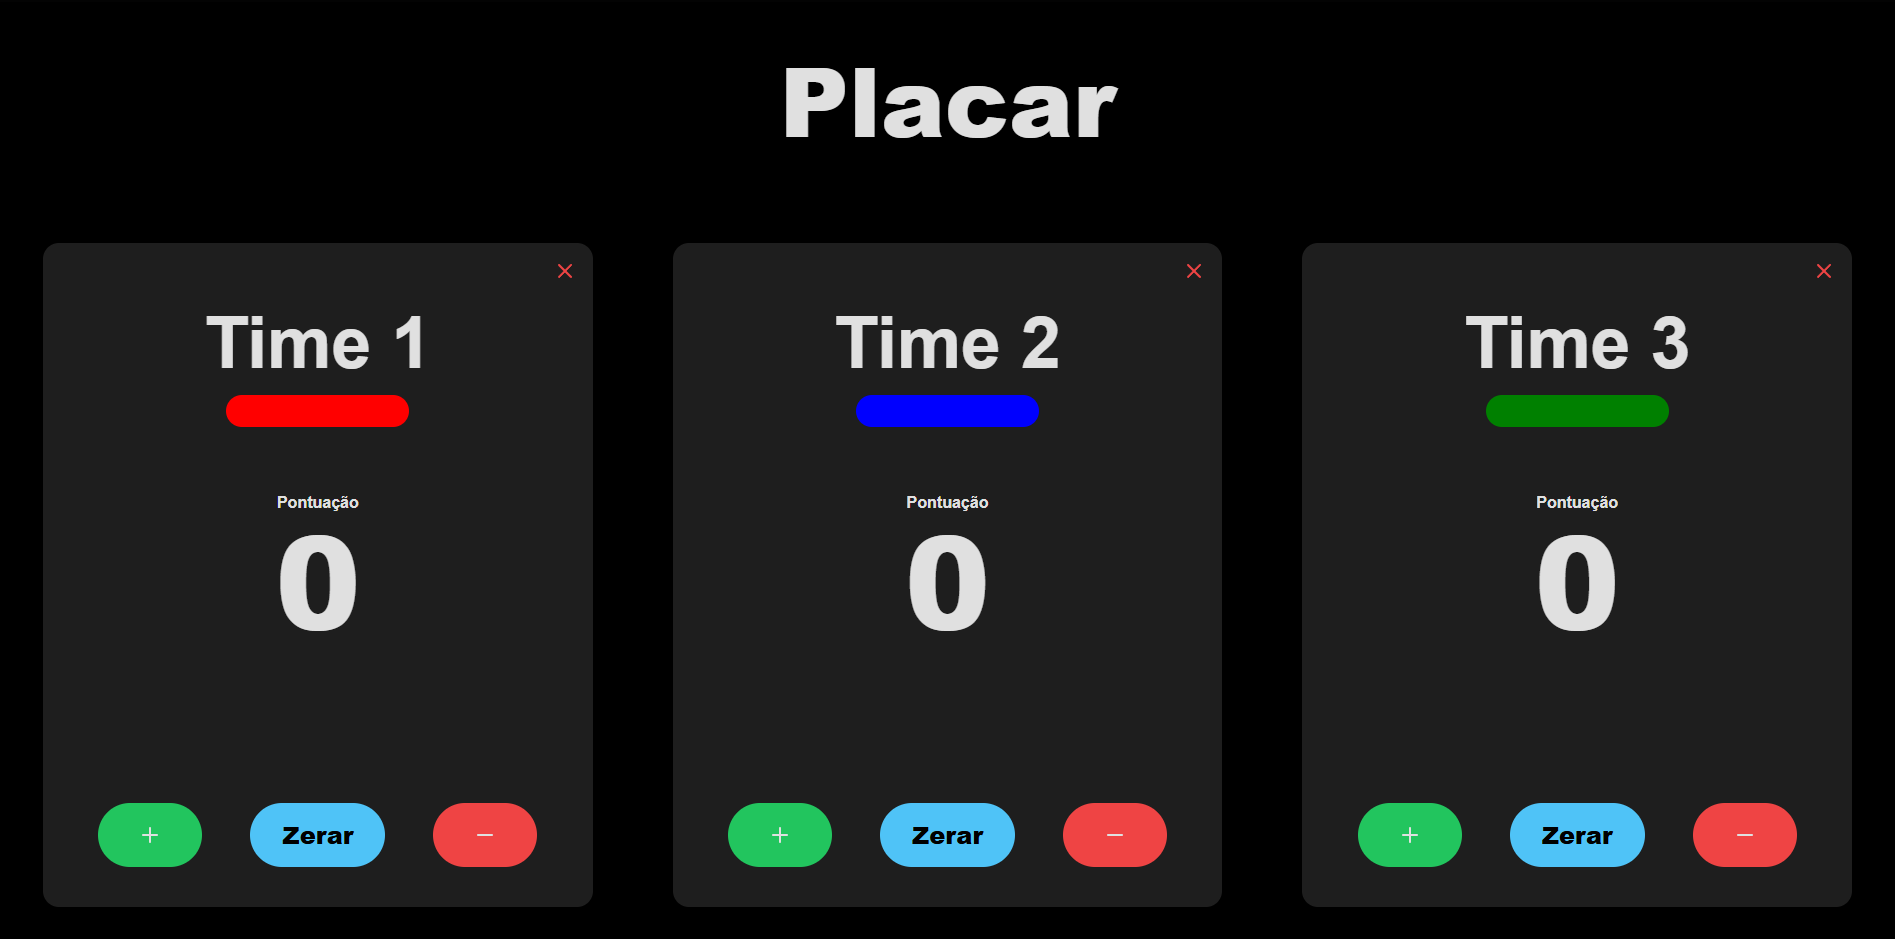 Placar
Time 1
Pontuação
0
+ Zerar −
Time 2
Pontuação
0
+ Zerar −
Time 3
Pontuação
0
+ Zerar −